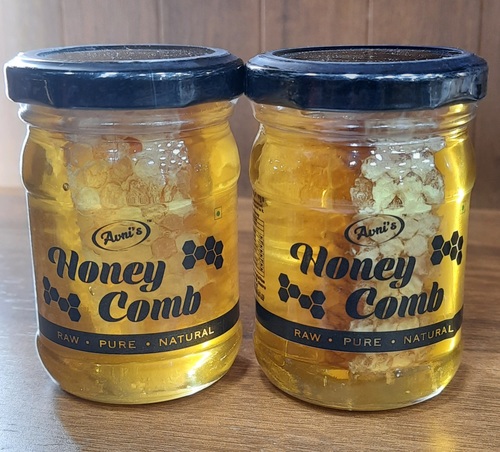 Avni's
Honey
Comb
RAW • PURE • NATURAL
Avni's
Honey
Comb
RAW • PURE • NATURAL